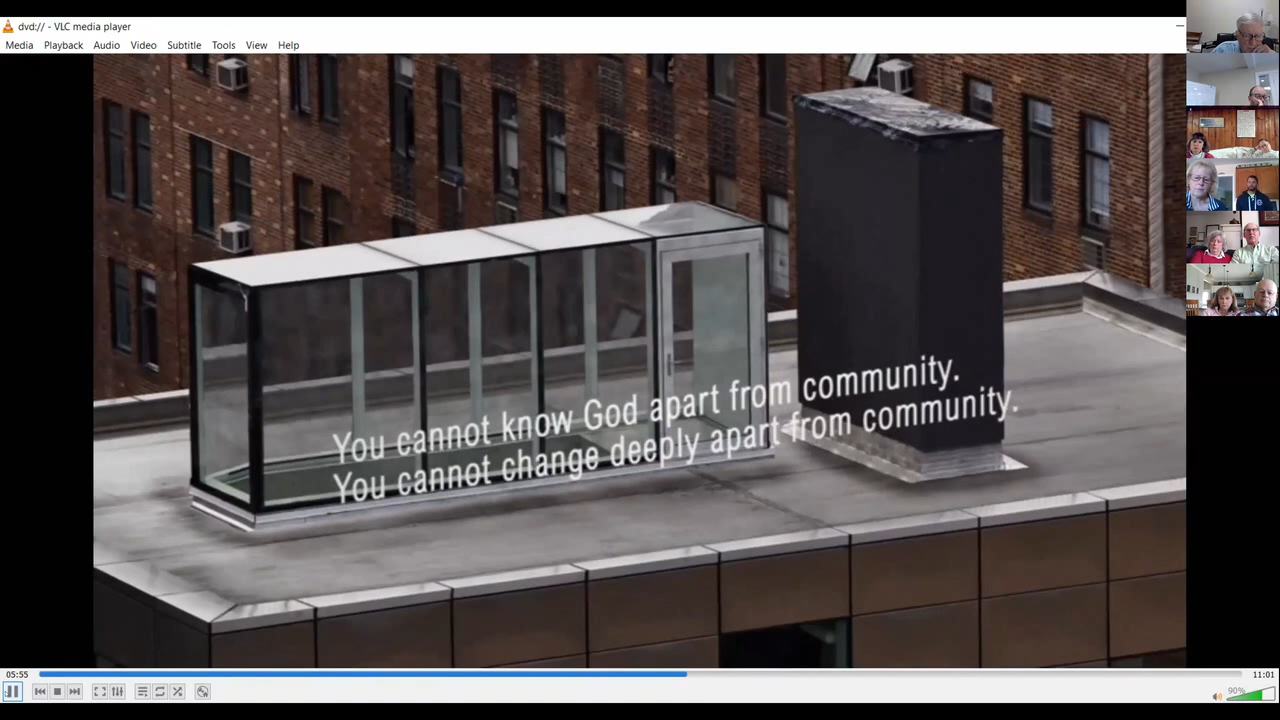 dvd:// - VLC media player
Media Playback Audio Video Subtitle Tools View Help
You cannot know God apart from community.
You cannot change deeply apart from community.
05:55
11:01
90%